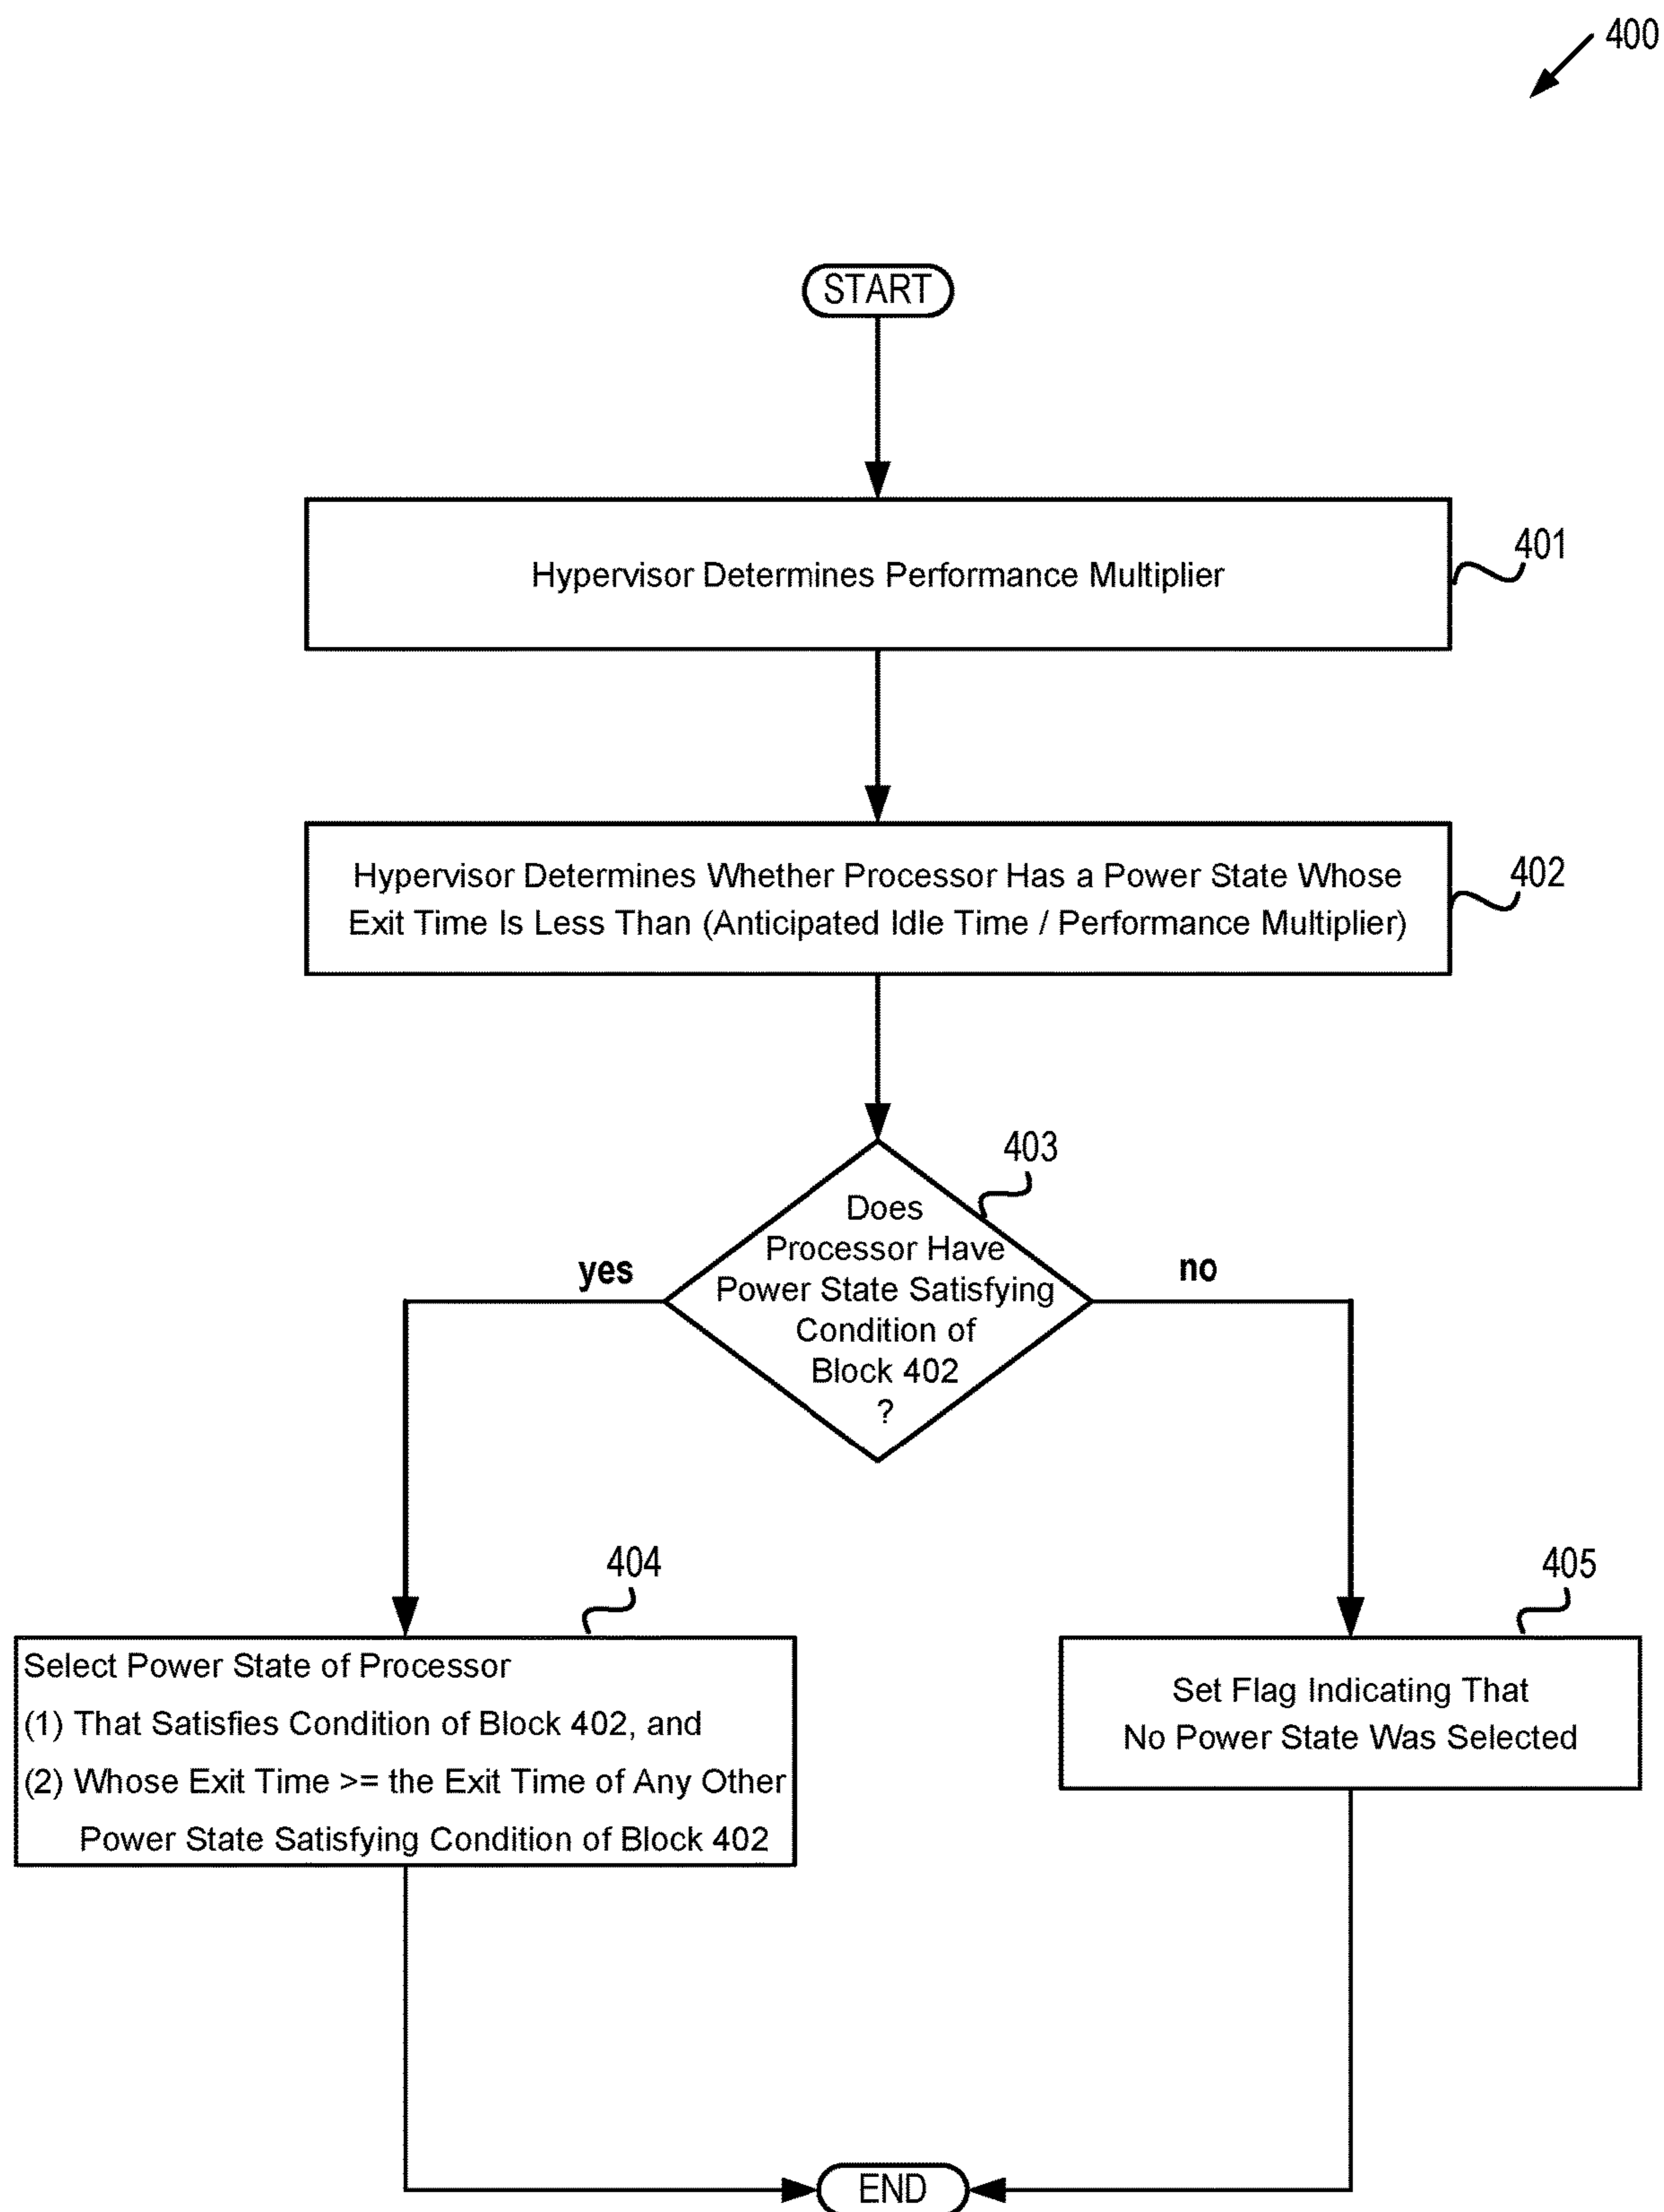 400
START
Hypervisor Determines Performance Multiplier
401
Hypervisor Determines Whether Processor Has a Power State Whose
Exit Time Is Less Than (Anticipated Idle Time / Performance Multiplier)
402
403
Does
Processor Have
Power State Satisfying
Condition of
Block 402
?
yes
no
404
Select Power State of Processor
(1) That Satisfies Condition of Block 402, and
(2) Whose Exit Time >= the Exit Time of Any Other
Power State Satisfying Condition of Block 402
405
Set Flag Indicating That
No Power State Was Selected
END